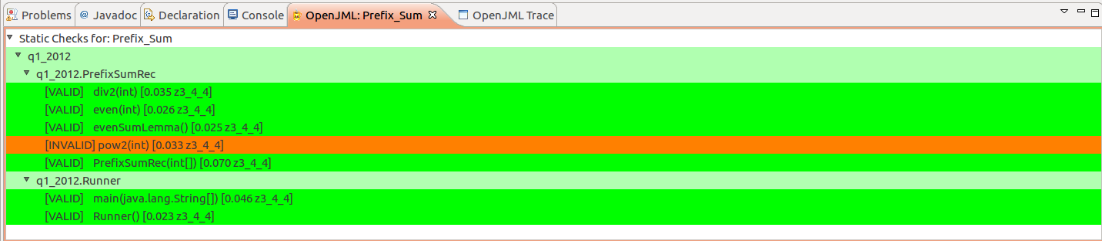 Problems @ Javadoc Declaration Console OpenJML: Prefix_Sum OpenJML Trace
Static Checks for: Prefix_Sum
q1_2012
q1_2012.PrefixSumRec
[VALID] div2(int) [0.035 z3_4_4]
[VALID] even(int) [0.026 z3_4_4]
[VALID] evenSumLemma() [0.025 z3_4_4]
[INVALID] pow2(int) [0.033 z3_4_4]
[VALID] PrefixSumRec(int[]) [0.070 z3_4_4]
q1_2012.Runner
[VALID] main(java.lang.String[]) [0.046 z3_4_4]
[VALID] Runner() [0.023 z3_4_4]